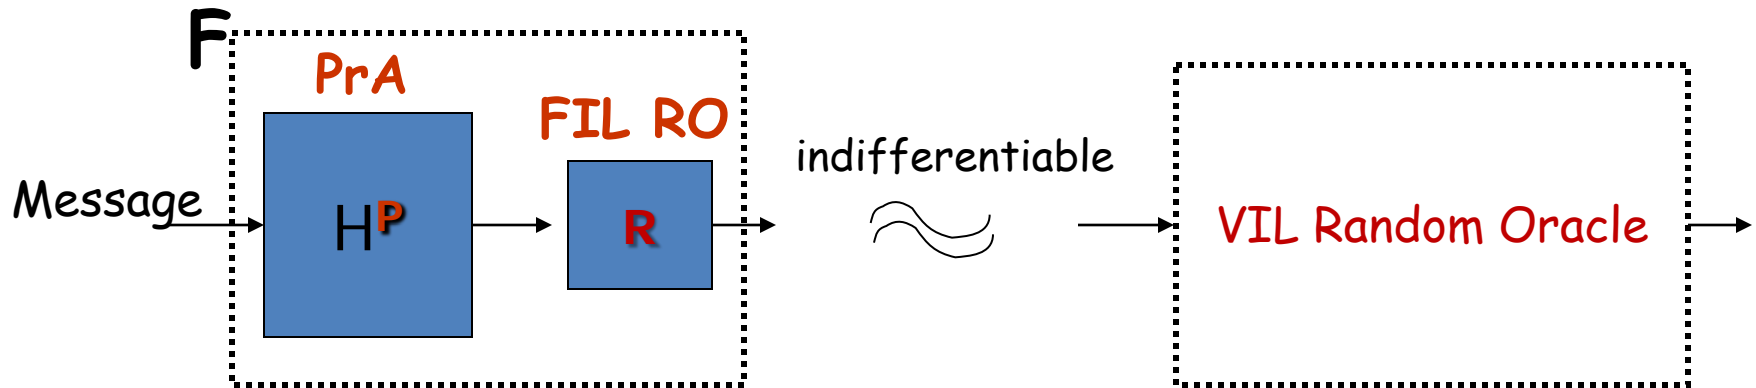 F
PrA
FIL RO
Message
H^P
R
indifferentiable
VIL Random Oracle